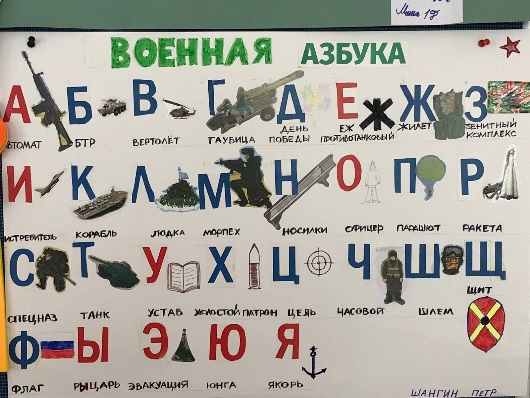 ВОЕННАЯ АЗБУКА
А Б В Г Д Е Ж З
АВТОМАТ БТР ВЕРТОЛЁТ ГАУБИЦА ДЕНЬ ПОБЕДЫ ЕЖ ПРОТИВОТАНКОВЫЙ ЖИЛЕТ ЗЕНИТНЫЙ КОМПЛЕКС
И К Л М Н О П Р
ИСТРЕБИТЕЛЬ КОРАБЛЬ ЛОДКА МОРПЕХ НОСИЛКИ ОФИЦЕР ПАРАШЮТ РАКЕТА
С Т У Х Ц Ч Ш Щ
СПЕЦНАЗ ТАНК УСТАВ ХОЛОСТОЙ ПАТРОН ЦЕЛЬ ЧАСОВОЙ ШЛЕМ ЩИТ
Ф Ы Э Ю Я
ФЛАГ РЫЦАРЬ ЭВАКУАЦИЯ ЮНГА ЯКОРЬ
ШАНГИН ПЕТР